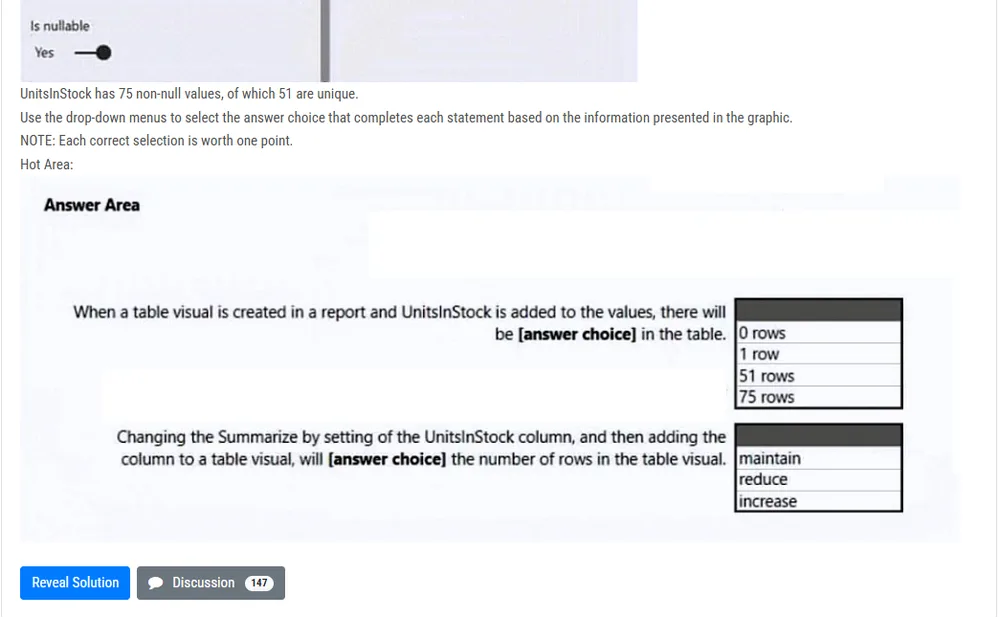 Is nullable
Yes
UnitsInStock has 75 non-null values, of which 51 are unique.
Use the drop-down menus to select the answer choice that completes each statement based on the information presented in the graphic.
NOTE: Each correct selection is worth one point.
Hot Area:
Answer Area
When a table visual is created in a report and UnitsInStock is added to the values, there will
be [answer choice] in the table.
0 rows
1 row
51 rows
75 rows
Changing the Summarize by setting of the UnitsInStock column, and then adding the
column to a table visual, will [answer choice] the number of rows in the table visual.
maintain
reduce
increase
Reveal Solution
Discussion 147